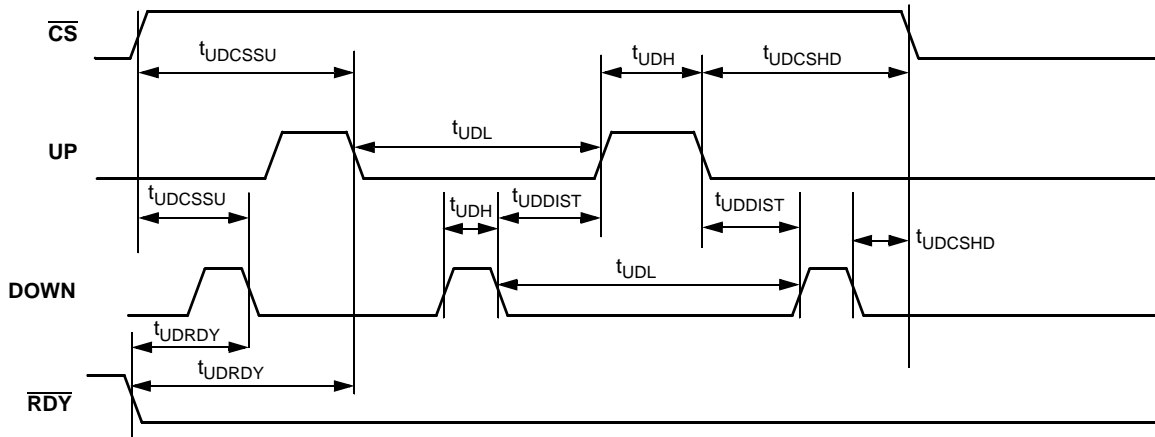 CS
tUDCSSU
tUDH
tUDCSHD
UP
tUDL
tUDCSSU
tUDH
tUDDIST
tUDDIST
tUDCSHD
DOWN
tUDL
tUDRDY
tUDRDY
RDY